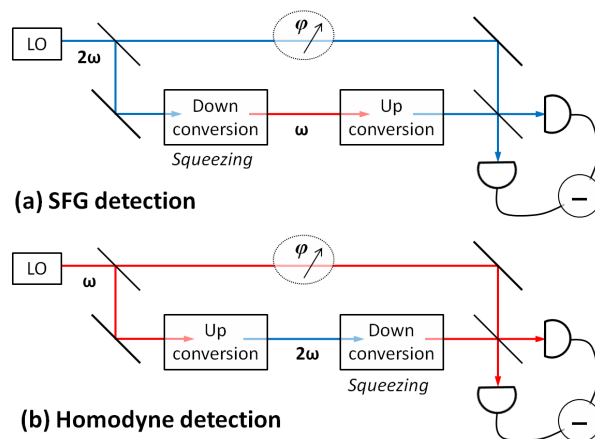 LO
2ω
φ
Down
conversion
Squeezing
ω
Up
conversion
−
(a) SFG detection
LO
ω
φ
Up
conversion
2ω
Down
conversion
Squeezing
−
(b) Homodyne detection